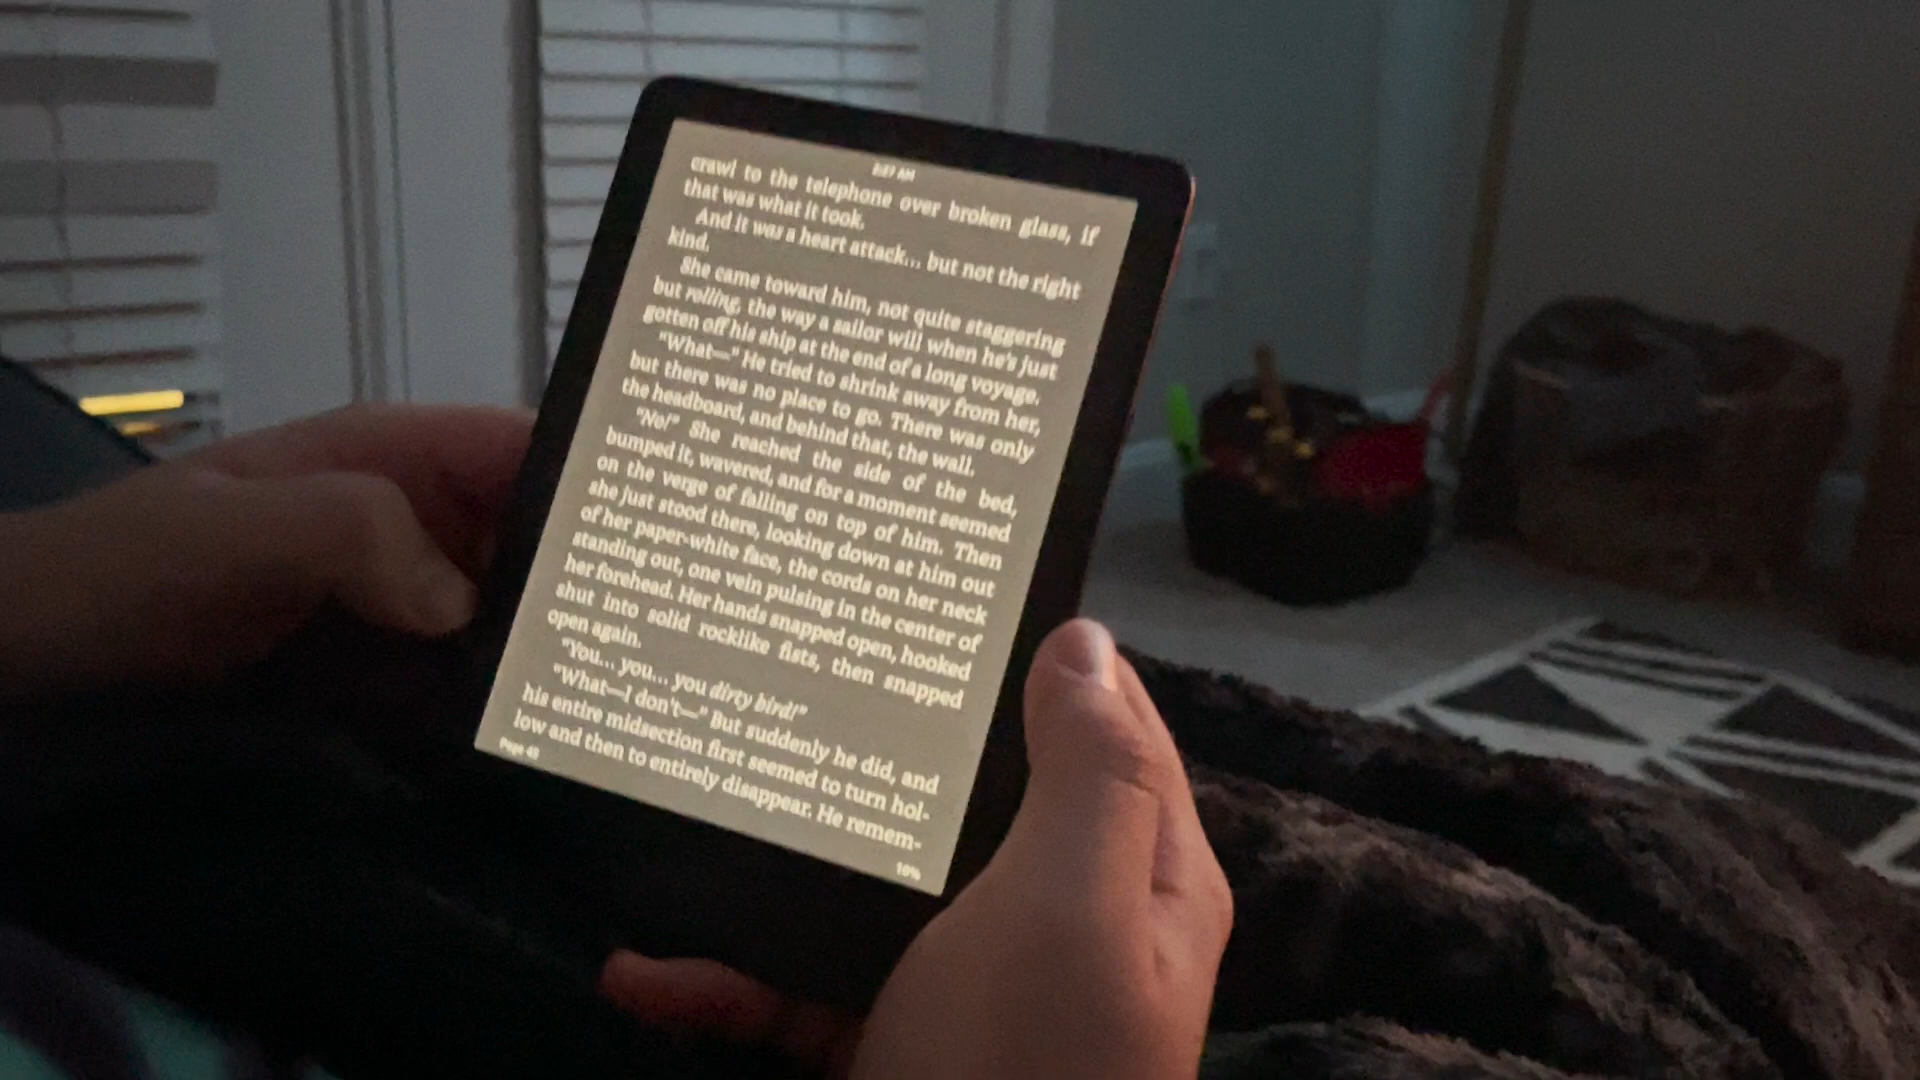 2:57 AM
crawl to the telephone over broken glass, if
that was what it took.
And it was a heart attack... but not the right
kind.
She came toward him, not quite staggering
but rolling, the way a sailor will when he's just
gotten off his ship at the end of a long voyage.
"What—" He tried to shrink away from her,
but there was no place to go. There was only
the headboard, and behind that, the wall.
"No!" She reached the side of the bed,
bumped it, wavered, and for a moment seemed
on the verge of falling on top of him. Then
she just stood there, looking down at him out
of her paper-white face, the cords on her neck
standing out, one vein pulsing in the center of
her forehead. Her hands snapped open, hooked
shut into solid rocklike fists, then snapped
open again.
"You... you... you dirty bird!"
"What—I don't—" But suddenly he did, and
his entire midsection first seemed to turn hol-
low and then to entirely disappear. He remem-
Page
10%